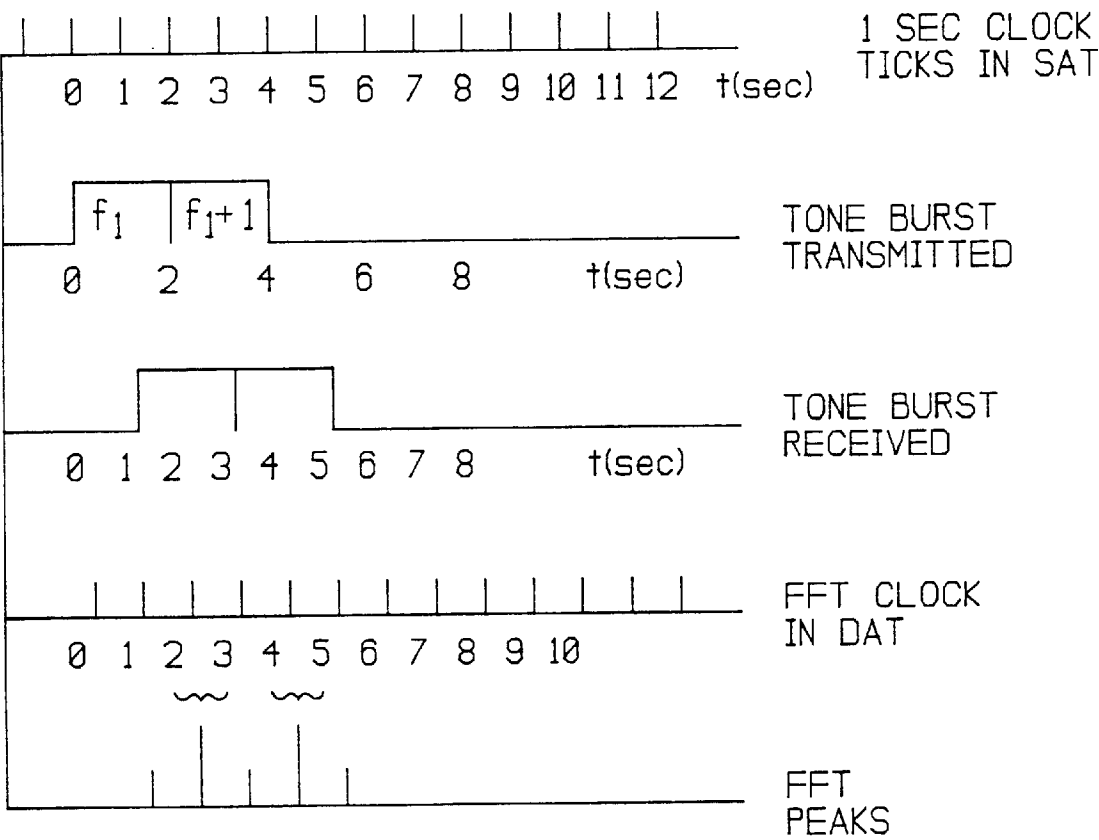 1 SEC CLOCK
TICKS IN SAT
0 1 2 3 4 5 6 7 8 9 10 11 12 t(sec)
f1 f1+1
TONE BURST
TRANSMITTED
0 2 4 6 8 t(sec)
TONE BURST
RECEIVED
0 1 2 3 4 5 6 7 8 t(sec)
FFT CLOCK
IN DAT
0 1 2 3 4 5 6 7 8 9 10
FFT
PEAKS